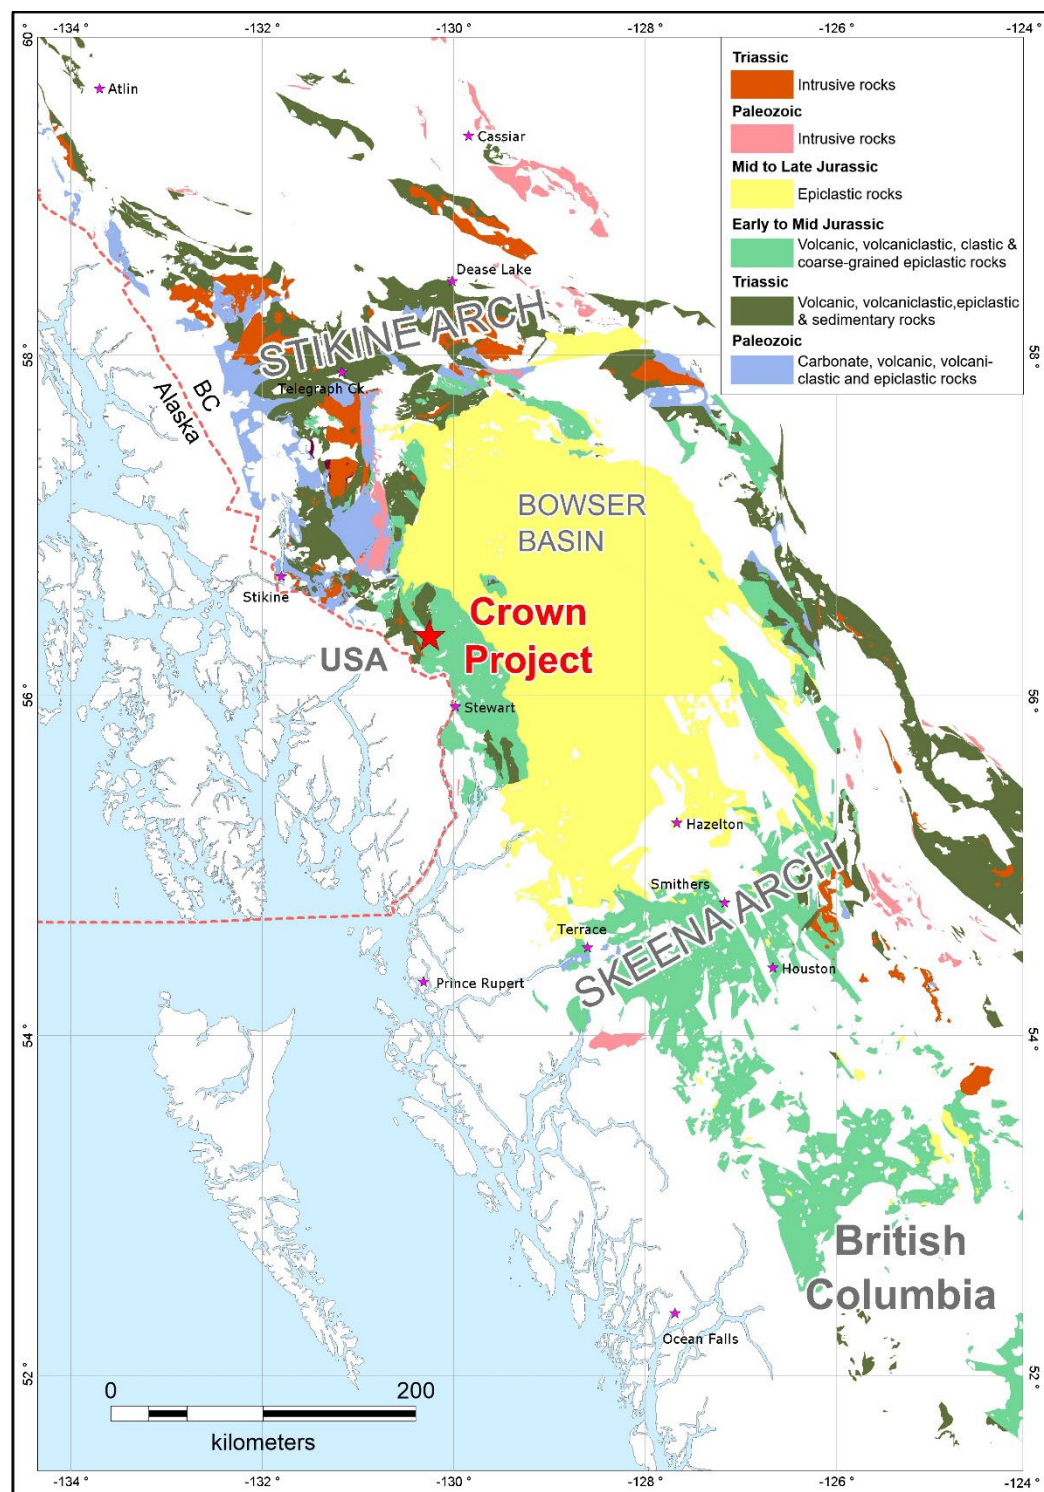 -134 °
-132 °
-130 °
-128 °
-126 °
-124 °
60 °
Atlin
Cassiar
Dease Lake
STIKINE ARCH
58 °
58 °
Telegraph Ck.
BC
Alaska
BOWSER
BASIN
Stikine
Crown
Project
USA
Stewart
56 °
56 °
Hazelton
Smithers
SKEENA ARCH
Terrace
Houston
Prince Rupert
54 °
54 °
British
Columbia
Ocean Falls
52 °
52 °
Triassic
Intrusive rocks
Paleozoic
Intrusive rocks
Mid to Late Jurassic
Epiclastic rocks
Early to Mid Jurassic
Volcanic, volcaniclastic, clastic &
coarse-grained epiclastic rocks
Triassic
Volcanic, volcaniclastic,epiclastic
& sedimentary rocks
Paleozoic
Carbonate, volcanic, volcani-
clastic and epiclastic rocks
0
200
kilometers
-134 °
-132 °
-130 °
-128 °
-126 °
-124 °